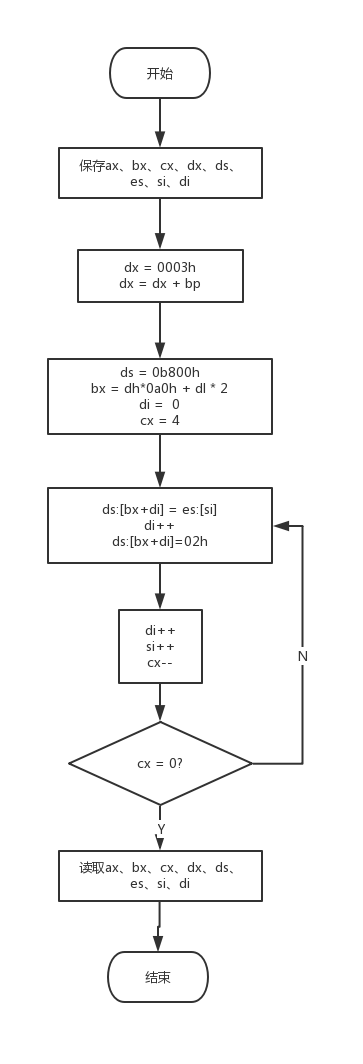 开始
保存ax、bx、cx、dx、ds、
es、si、di
dx = 0003h
dx = dx + bp
ds = 0b800h
bx = dh*0a0h + dl * 2
di = 0
cx = 4
ds:[bx+di] = es:[si]
di++
ds:[bx+di]=02h
di++
si++
cx--
N
cx = 0?
Y
读取ax、bx、cx、dx、ds、
es、si、di
结束